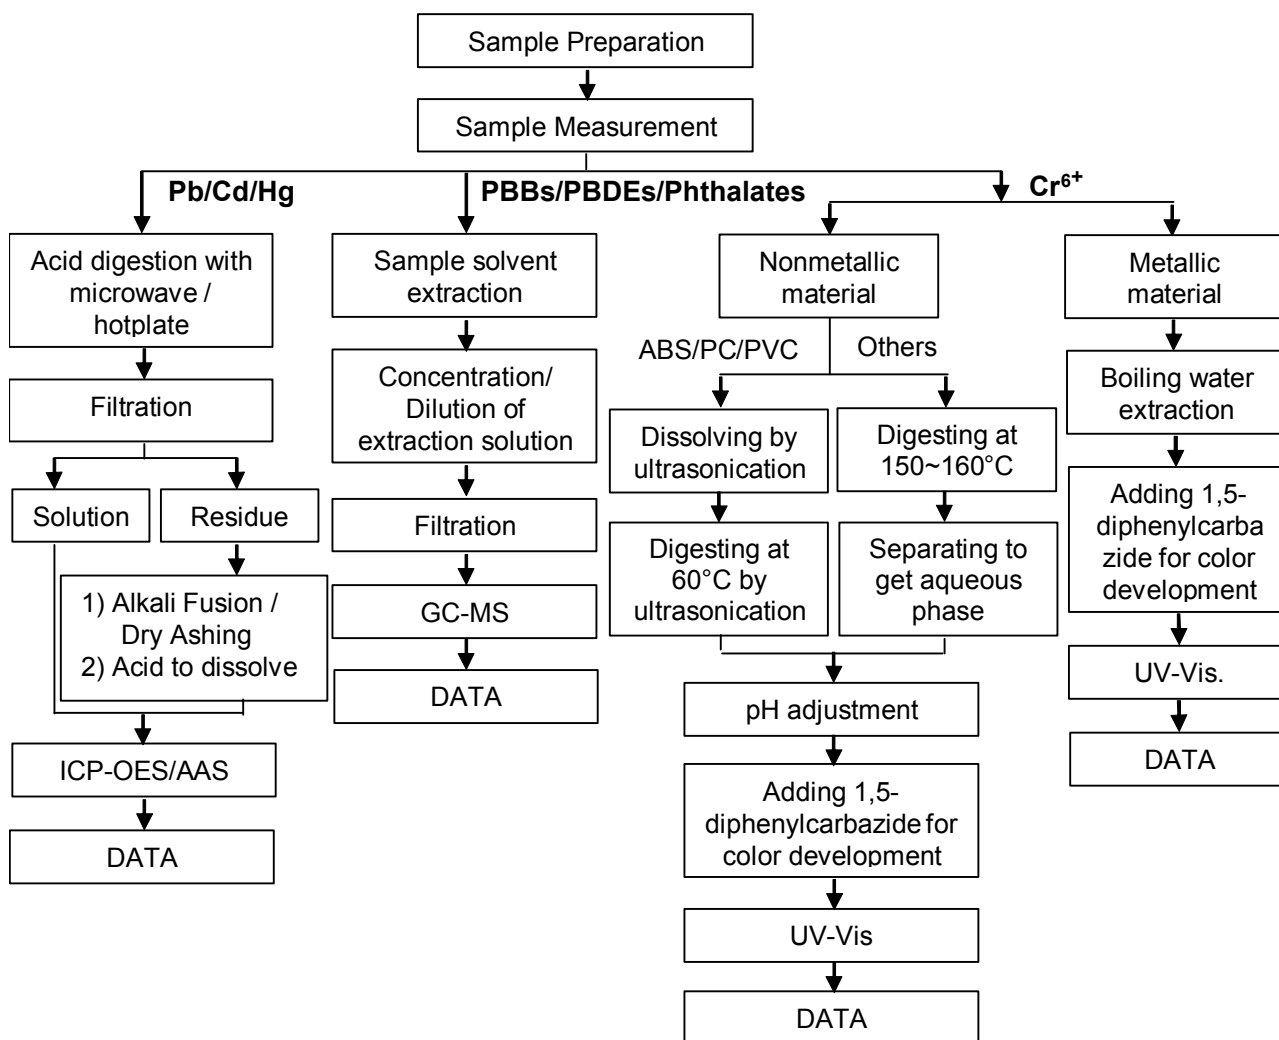 Sample Preparation
Sample Measurement
Pb/Cd/Hg
PBBs/PBDEs/Phthalates
Cr⁶⁺
Acid digestion with
microwave /
hotplate
Filtration
Solution
Residue
1) Alkali Fusion /
Dry Ashing
2) Acid to dissolve
ICP-OES/AAS
DATA
Sample solvent
extraction
Concentration/
Dilution of
extraction solution
Filtration
GC-MS
DATA
Nonmetallic
material
ABS/PC/PVC
Others
Dissolving by
ultrasonication
Digesting at
60°C by
ultrasonication
Digesting at
150~160°C
Separating to
get aqueous
phase
pH adjustment
Adding 1,5-
diphenylcarbazide for
color development
UV-Vis
DATA
Metallic
material
Boiling water
extraction
Adding 1,5-
diphenylcarba
zide for color
development
UV-Vis.
DATA